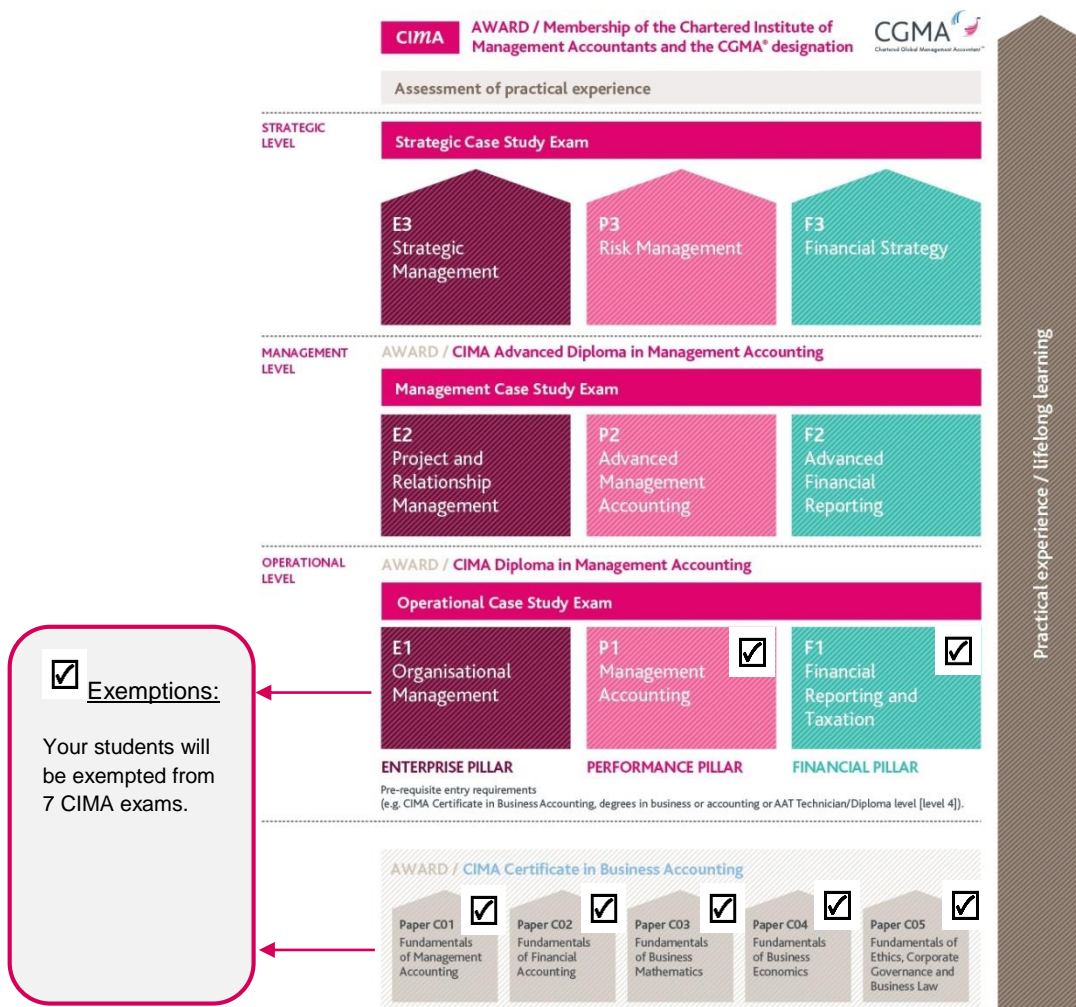 CIMA
AWARD / Membership of the Chartered Institute of
Management Accountants and the CGMA® designation
CGMA
Chartered Global Management Accountant™
Assessment of practical experience
STRATEGIC
LEVEL
Strategic Case Study Exam
E3
Strategic
Management
P3
Risk Management
F3
Financial Strategy
MANAGEMENT
LEVEL
AWARD / CIMA Advanced Diploma in Management Accounting
Management Case Study Exam
E2
Project and
Relationship
Management
P2
Advanced
Management
Accounting
F2
Advanced
Financial
Reporting
OPERATIONAL
LEVEL
AWARD / CIMA Diploma in Management Accounting
Operational Case Study Exam
E1
Organisational
Management
P1
Management
Accounting
F1
Financial
Reporting and
Taxation
ENTERPRISE PILLAR
PERFORMANCE PILLAR
FINANCIAL PILLAR
Pre-requisite entry requirements
(e.g. CIMA Certificate in Business Accounting, degrees in business or accounting or AAT Technician/Diploma level [level 4]).
Exemptions:
Your students will
be exempted from
7 CIMA exams.
AWARD / CIMA Certificate in Business Accounting
Paper C01
Fundamentals
of Management
Accounting
Paper C02
Fundamentals
of Financial
Accounting
Paper C03
Fundamentals
of Business
Mathematics
Paper C04
Fundamentals
of Business
Economics
Paper C05
Fundamentals of
Ethics, Corporate
Governance and
Business Law
Practical experience / lifelong learning